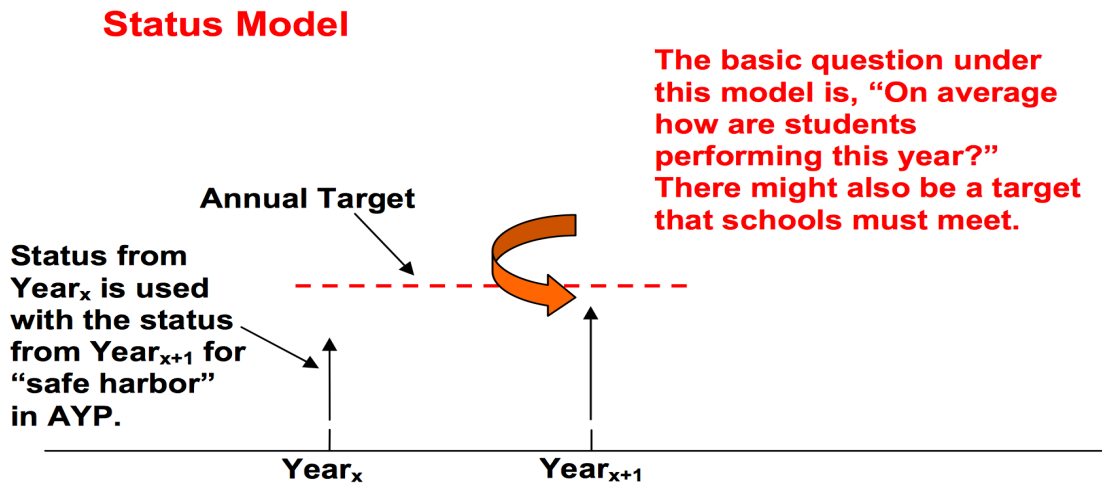 Status Model
The basic question under
this model is, “On average
how are students
performing this year?”
There might also be a target
that schools must meet.
Annual Target
Status from
Yearₓ is used
with the status
from Yearₓ₊₁ for
“safe harbor”
in AYP.
Yearₓ
Yearₓ₊₁